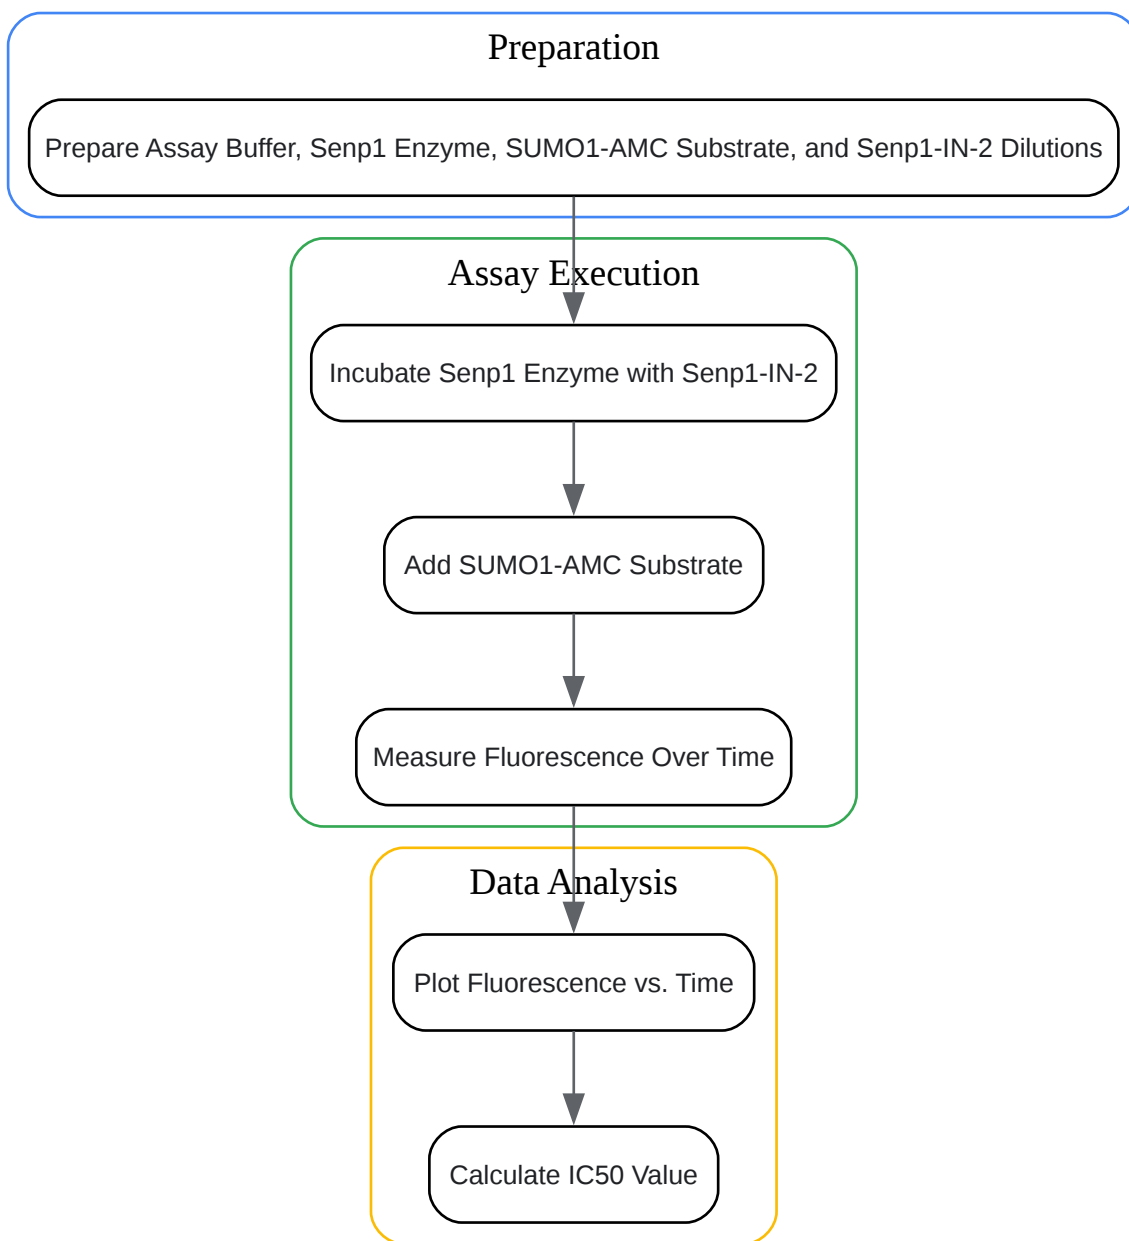 Preparation
Prepare Assay Buffer, Senp1 Enzyme, SUMO1-AMC Substrate, and Senp1-IN-2 Dilutions
Assay Execution
Incubate Senp1 Enzyme with Senp1-IN-2
Add SUMO1-AMC Substrate
Measure Fluorescence Over Time
Data Analysis
Plot Fluorescence vs. Time
Calculate IC50 Value